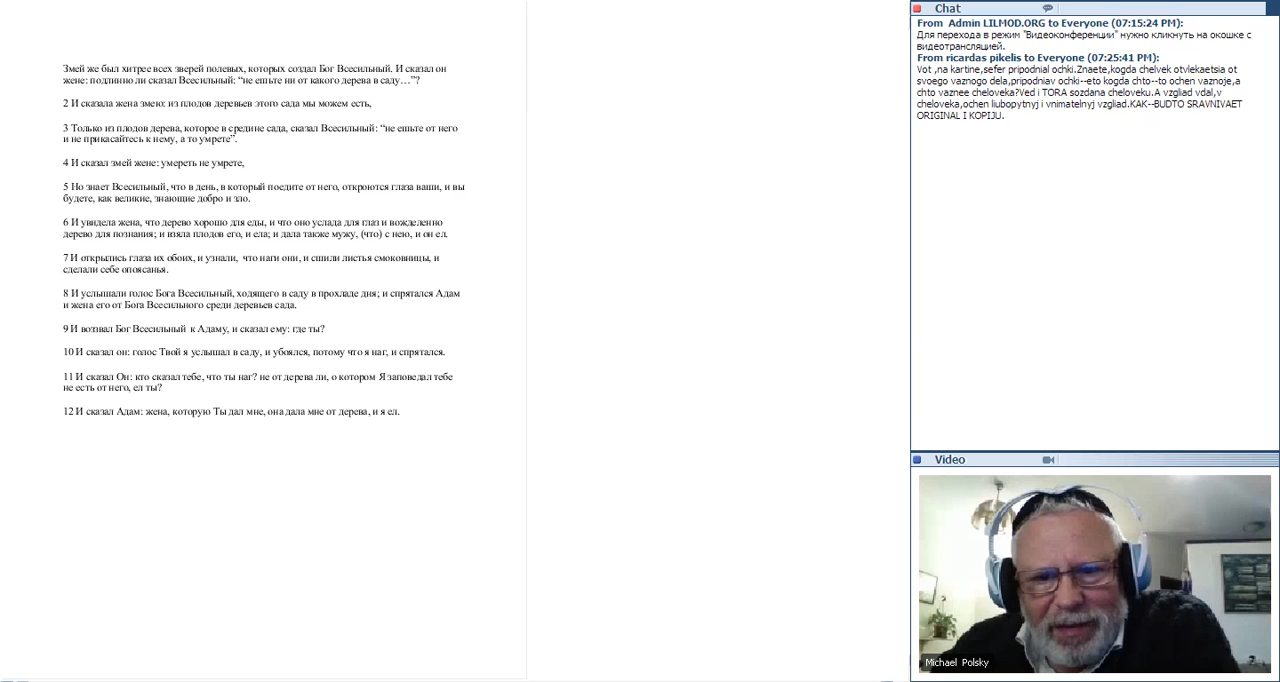 Змей же был хитрее всех зверей полевых, которых создал Бог Всесильный. И сказал он
жене: подлинно ли сказал Всесильный: “не ешьте ни от какого дерева в саду…”?
2 И сказала жена змею: из плодов деревьев этого сада мы можем есть,
3 Только из плодов дерева, которое в средине сада, сказал Всесильный: “не ешьте от него
и не прикасайтесь к нему, а то умрете”.
4 И сказал змей жене: умереть не умрете,
5 Но знает Всесильный, что в день, в который поедите от него, откроются глаза ваши, и вы
будете, как великие, знающие добро и зло.
6 И увидела жена, что дерево хорошо для еды, и что оно услада для глаз и вожделенно
дерево для познания; и взяла плодов его, и ела; и дала также мужу, (что) с нею, и он ел.
7 И открылись глаза их обоих, и узнали, что наги они, и сшили листья смоковницы, и
сделали себе опоясанья.
8 И услышали голос Бога Всесильный, ходящего в саду в прохладе дня; и спрятался Адам
и жена его от Бога Всесильного среди деревьев сада.
9 И воззвал Бог Всесильный к Адаму, и сказал ему: где ты?
10 И сказал он: голос Твой я услышал в саду, и убоялся, потому что я наг, и спрятался.
11 И сказал Он: кто сказал тебе, что ты наг? не от дерева ли, о котором Я заповедал тебе
не есть от него, ел ты?
12 И сказал Адам: жена, которую Ты дал мне, она дала мне от дерева, и я ел.
Chat
From Admin LILMOD.ORG to Everyone (07:15:24 PM):
Для перехода в режим "Видеоконференции" нужно кликнуть на окошке с
видеотрансляцией.
From ricardas pikelis to Everyone (07:25:41 PM):
Vot ,na kartine,sefer pripodnial ochki.Znaete,kogda chelvek otvlekaetsia ot
svoego vaznogo dela,pripodniav ochki--eto kogda chto--to ochen vaznoje,a
chto vaznee cheloveka?Ved i TORA sozdana cheloveku.A vzgliad vdal,v
cheloveka,ochen liubopytnyj i vnimatelnyj vzgliad.KAK--BUDTO SRAVNIVAET
ORIGINAL I KOPIJU.
Video
Michael Polsky